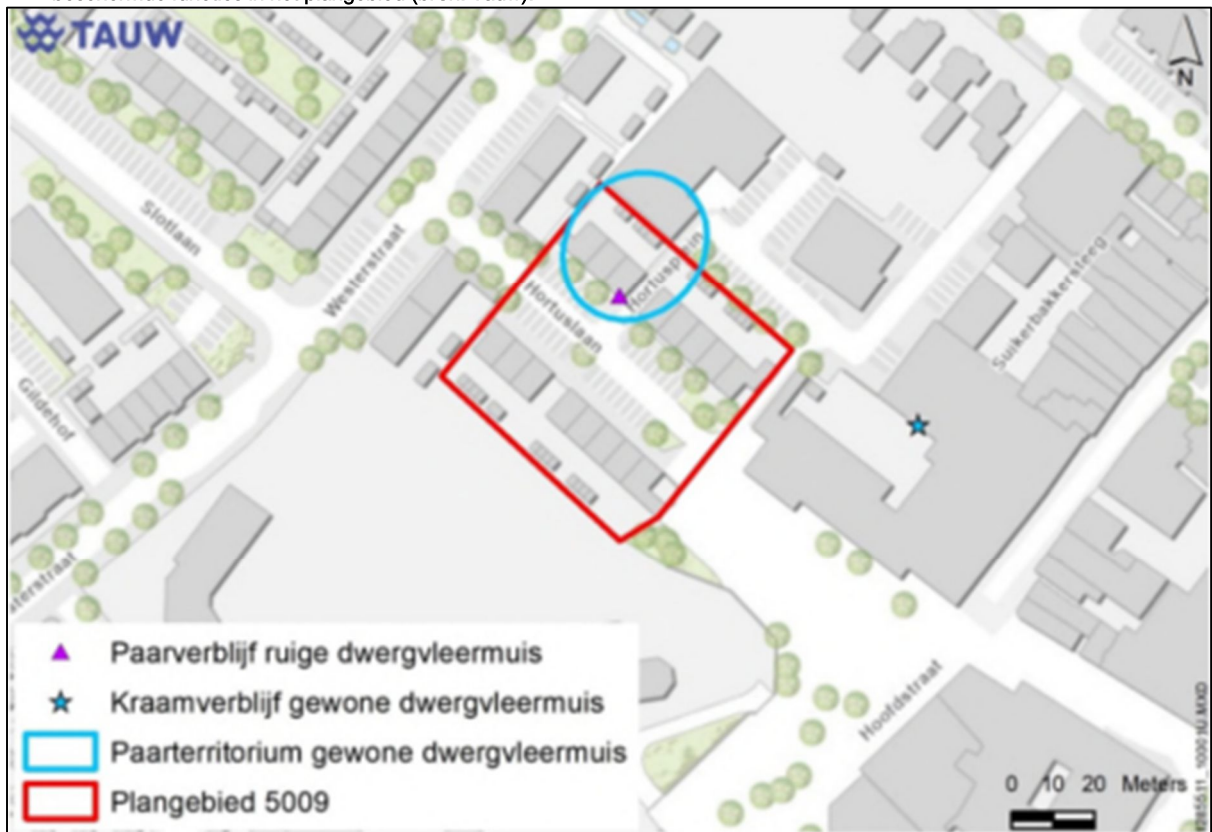 TAUW
N
Slotlaan
Westerstraat
Hortusplein
Hortuslaan
Suikerbakkersteeg
Gildehof
Hoofdstraat
Paarverblijf ruige dwergvleermuis
Kraamverblijf gewone dwergvleermuis
Paarterritorium gewone dwergvleermuis
Plangebied 5009
0 10 20 Meters